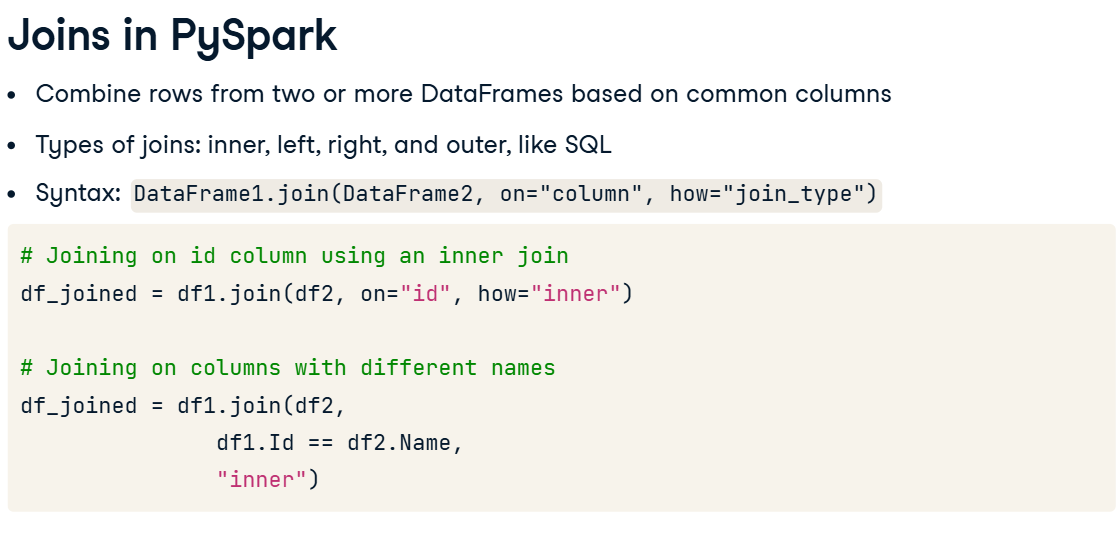 Joins in PySpark
• Combine rows from two or more DataFrames based on common columns
• Types of joins: inner, left, right, and outer, like SQL
• Syntax: DataFrame1.join(DataFrame2, on="column", how="join_type")
# Joining on id column using an inner join
df_joined = df1.join(df2, on="id", how="inner")
# Joining on columns with different names
df_joined = df1.join(df2,
df1.Id == df2.Name,
"inner")